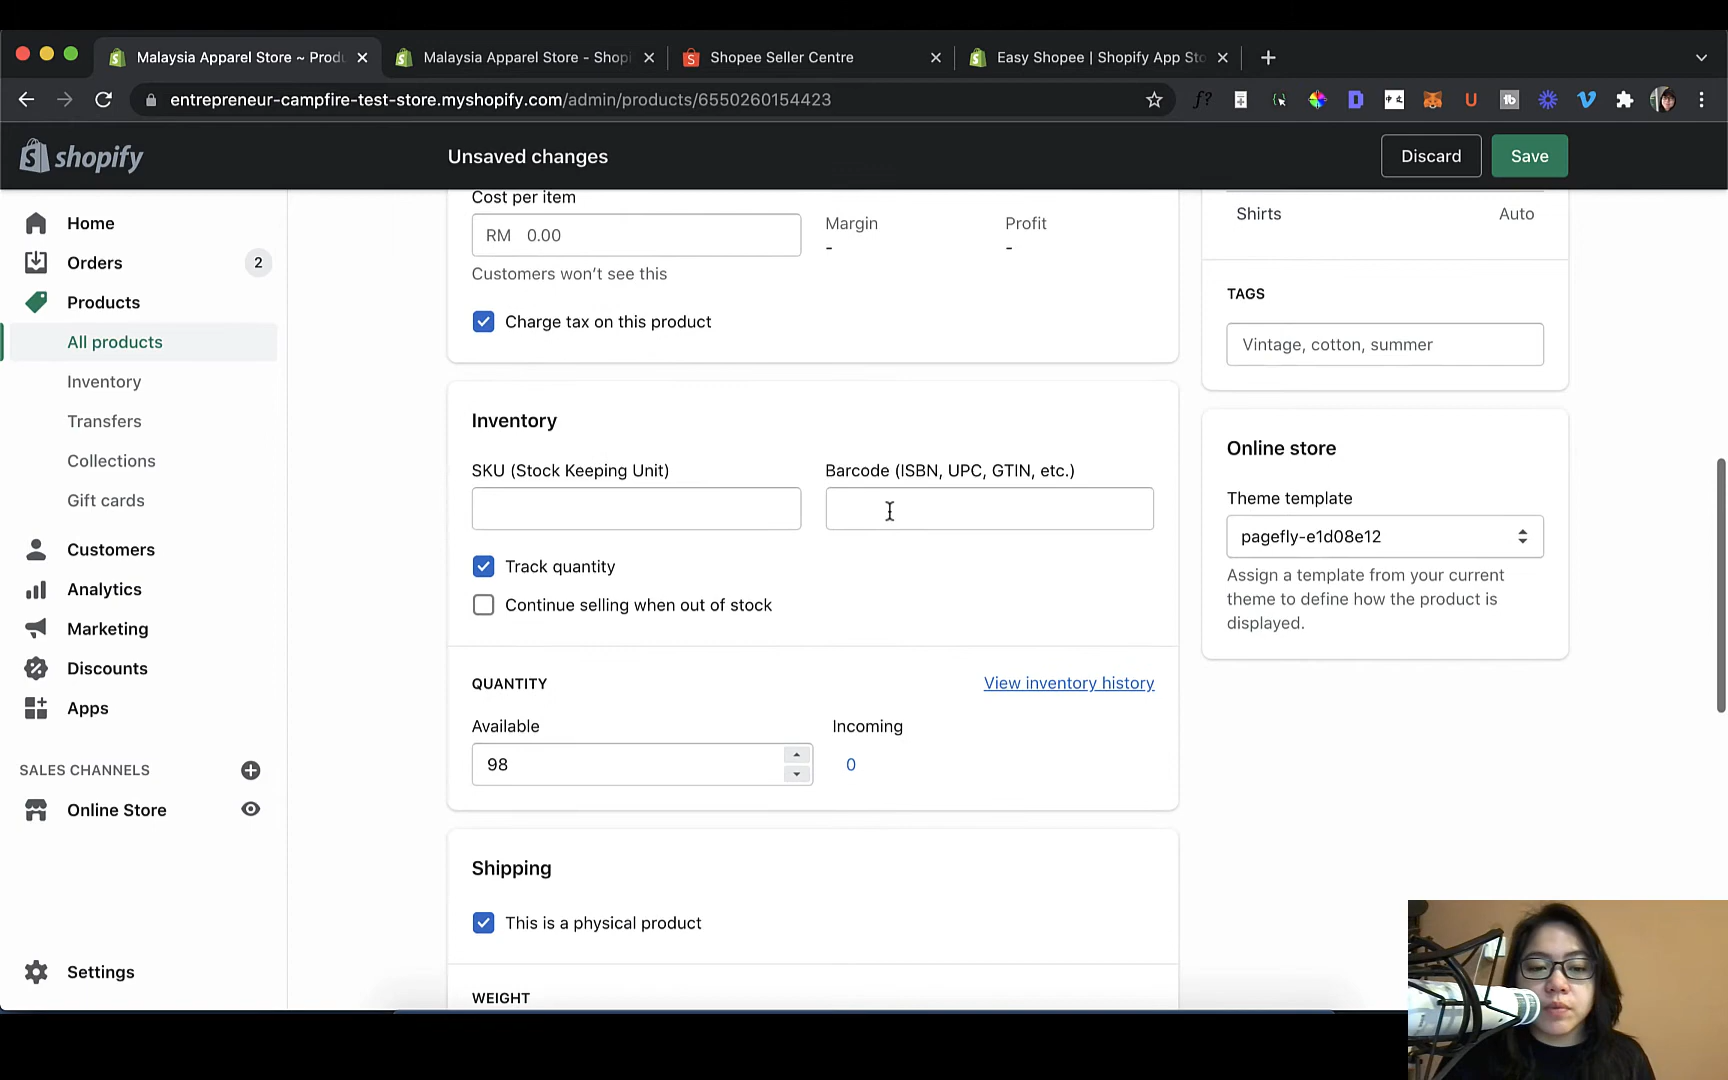 Malaysia Apparel Store ~ Produ
Malaysia Apparel Store - Shopi
Shopee Seller Centre
Easy Shopee | Shopify App Sto
entrepreneur-campfire-test-store.myshopify.com/admin/products/6550260154423
shopify
Unsaved changes
Discard
Save
Home
Orders
2
Products
All products
Inventory
Transfers
Collections
Gift cards
Customers
Analytics
Marketing
Discounts
Apps
SALES CHANNELS
Online Store
Settings
Cost per item
RM 0.00
Margin
-
Profit
-
Customers won't see this
Charge tax on this product
Inventory
SKU (Stock Keeping Unit)
Barcode (ISBN, UPC, GTIN, etc.)
Track quantity
Continue selling when out of stock
QUANTITY
View inventory history
Available
Incoming
98
0
Shipping
This is a physical product
WEIGHT
Shirts
Auto
TAGS
Vintage, cotton, summer
Online store
Theme template
pagefly-e1d08e12
Assign a template from your current
theme to define how the product is
displayed.